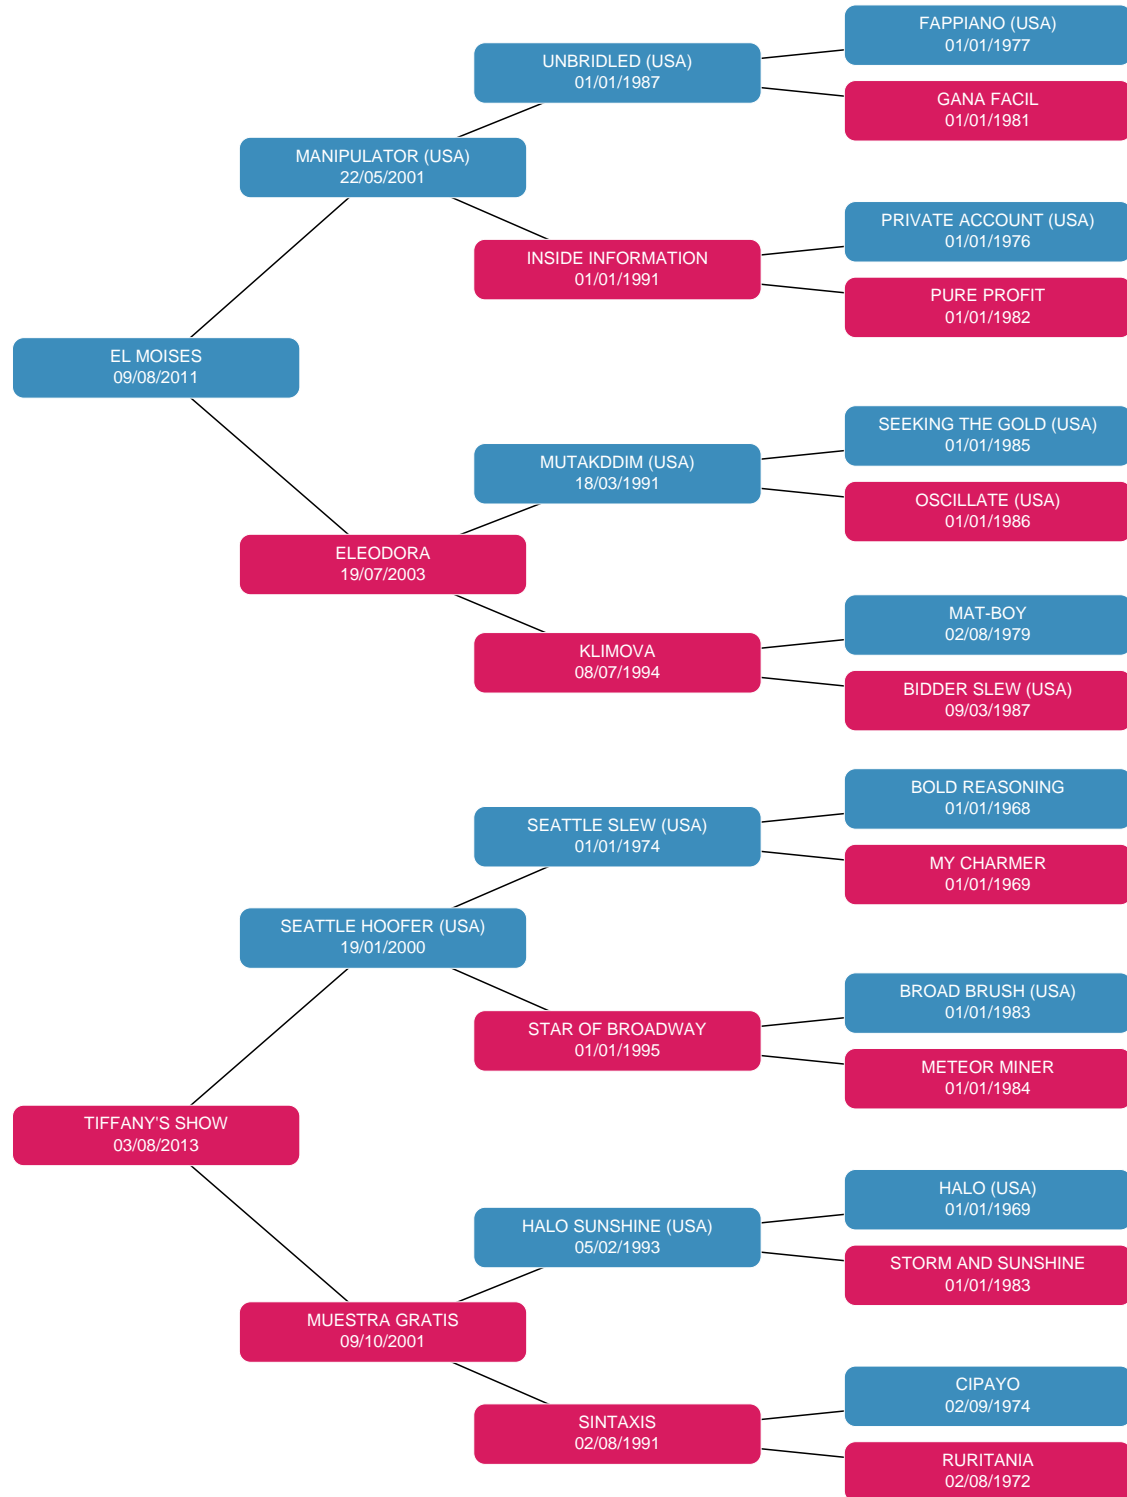 FAPPIANO (USA)
01/01/1977
UNBRIDLED (USA)
01/01/1987
GANA FACIL
01/01/1981
MANIPULATOR (USA)
22/05/2001
PRIVATE ACCOUNT (USA)
01/01/1976
INSIDE INFORMATION
01/01/1991
PURE PROFIT
01/01/1982
EL MOISES
09/08/2011
SEEKING THE GOLD (USA)
01/01/1985
MUTAKDDIM (USA)
18/03/1991
OSCILLATE (USA)
01/01/1986
ELEODORA
19/07/2003
MAT-BOY
02/08/1979
KLIMOVA
08/07/1994
BIDDER SLEW (USA)
09/03/1987
BOLD REASONING
01/01/1968
SEATTLE SLEW (USA)
01/01/1974
MY CHARMER
01/01/1969
SEATTLE HOOFER (USA)
19/01/2000
BROAD BRUSH (USA)
01/01/1983
STAR OF BROADWAY
01/01/1995
METEOR MINER
01/01/1984
TIFFANY'S SHOW
03/08/2013
HALO (USA)
01/01/1969
HALO SUNSHINE (USA)
05/02/1993
STORM AND SUNSHINE
01/01/1983
MUESTRA GRATIS
09/10/2001
CIPAYO
02/09/1974
SINTAXIS
02/08/1991
RURITANIA
02/08/1972